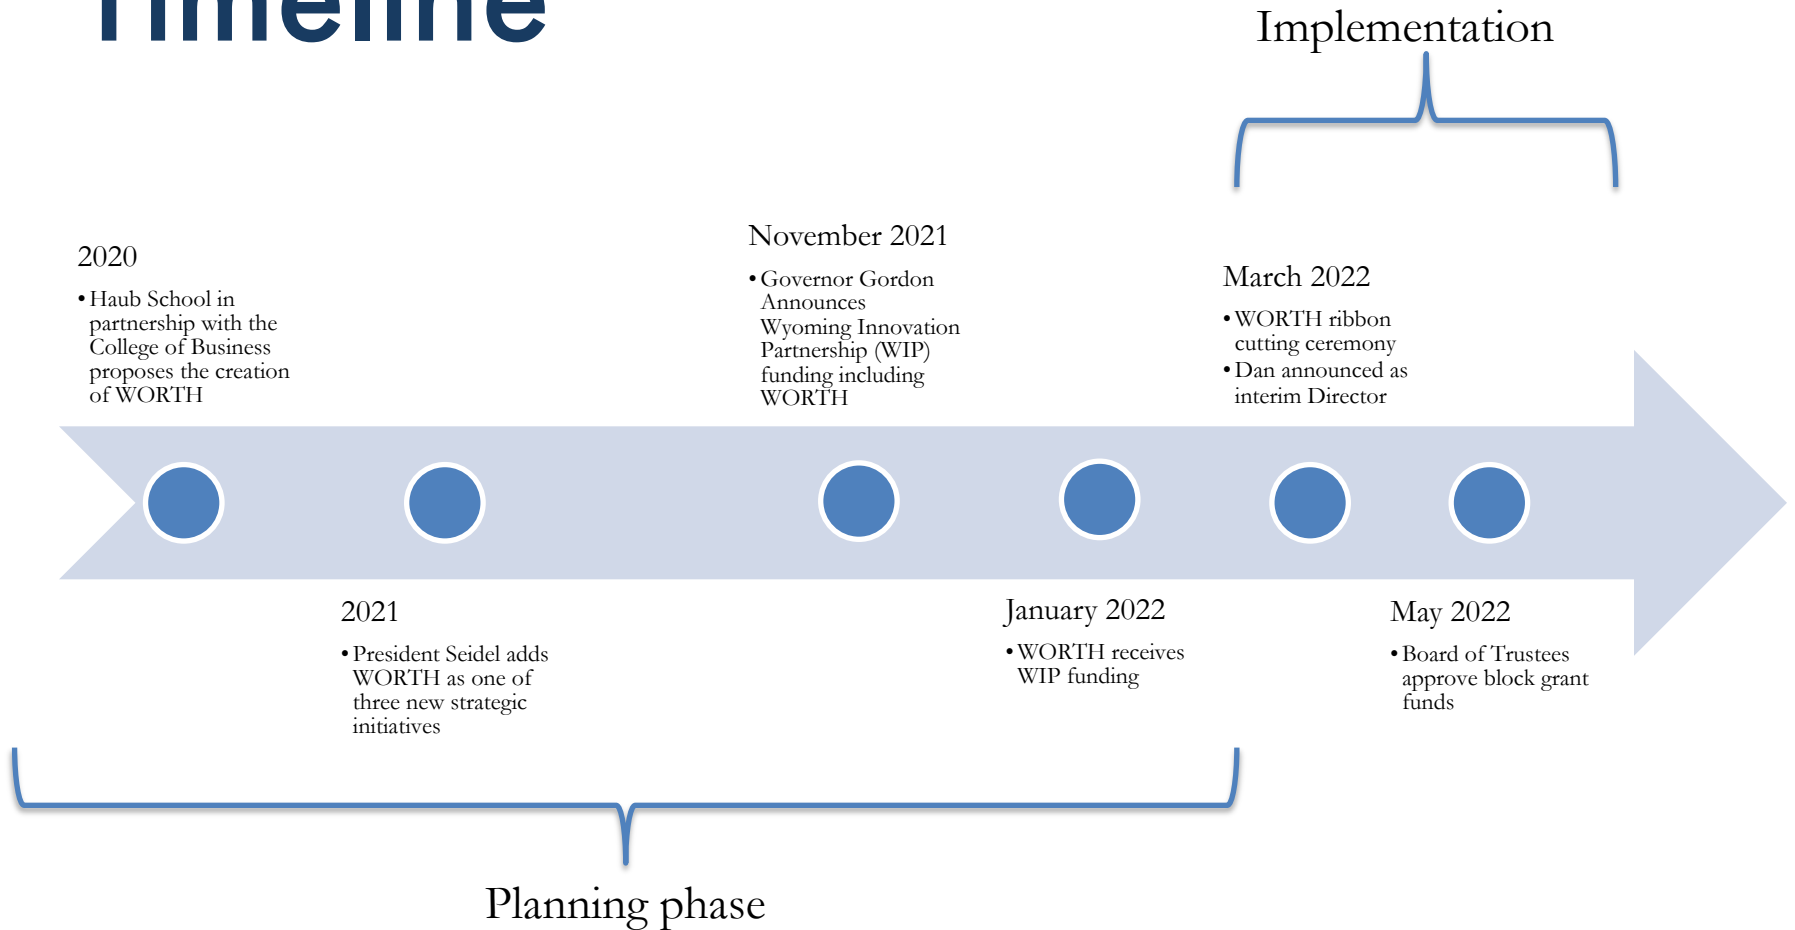 Timeline
Implementation
2020
• Haub School in
partnership with the
College of Business
proposes the creation
of WORTH
November 2021
• Governor Gordon
Announces
Wyoming Innovation
Partnership (WIP)
funding including
WORTH
March 2022
• WORTH ribbon
cutting ceremony
• Dan announced as
interim Director
2021
• President Seidel adds
WORTH as one of
three new strategic
initiatives
January 2022
• WORTH receives
WIP funding
May 2022
• Board of Trustees
approve block grant
funds
Planning phase